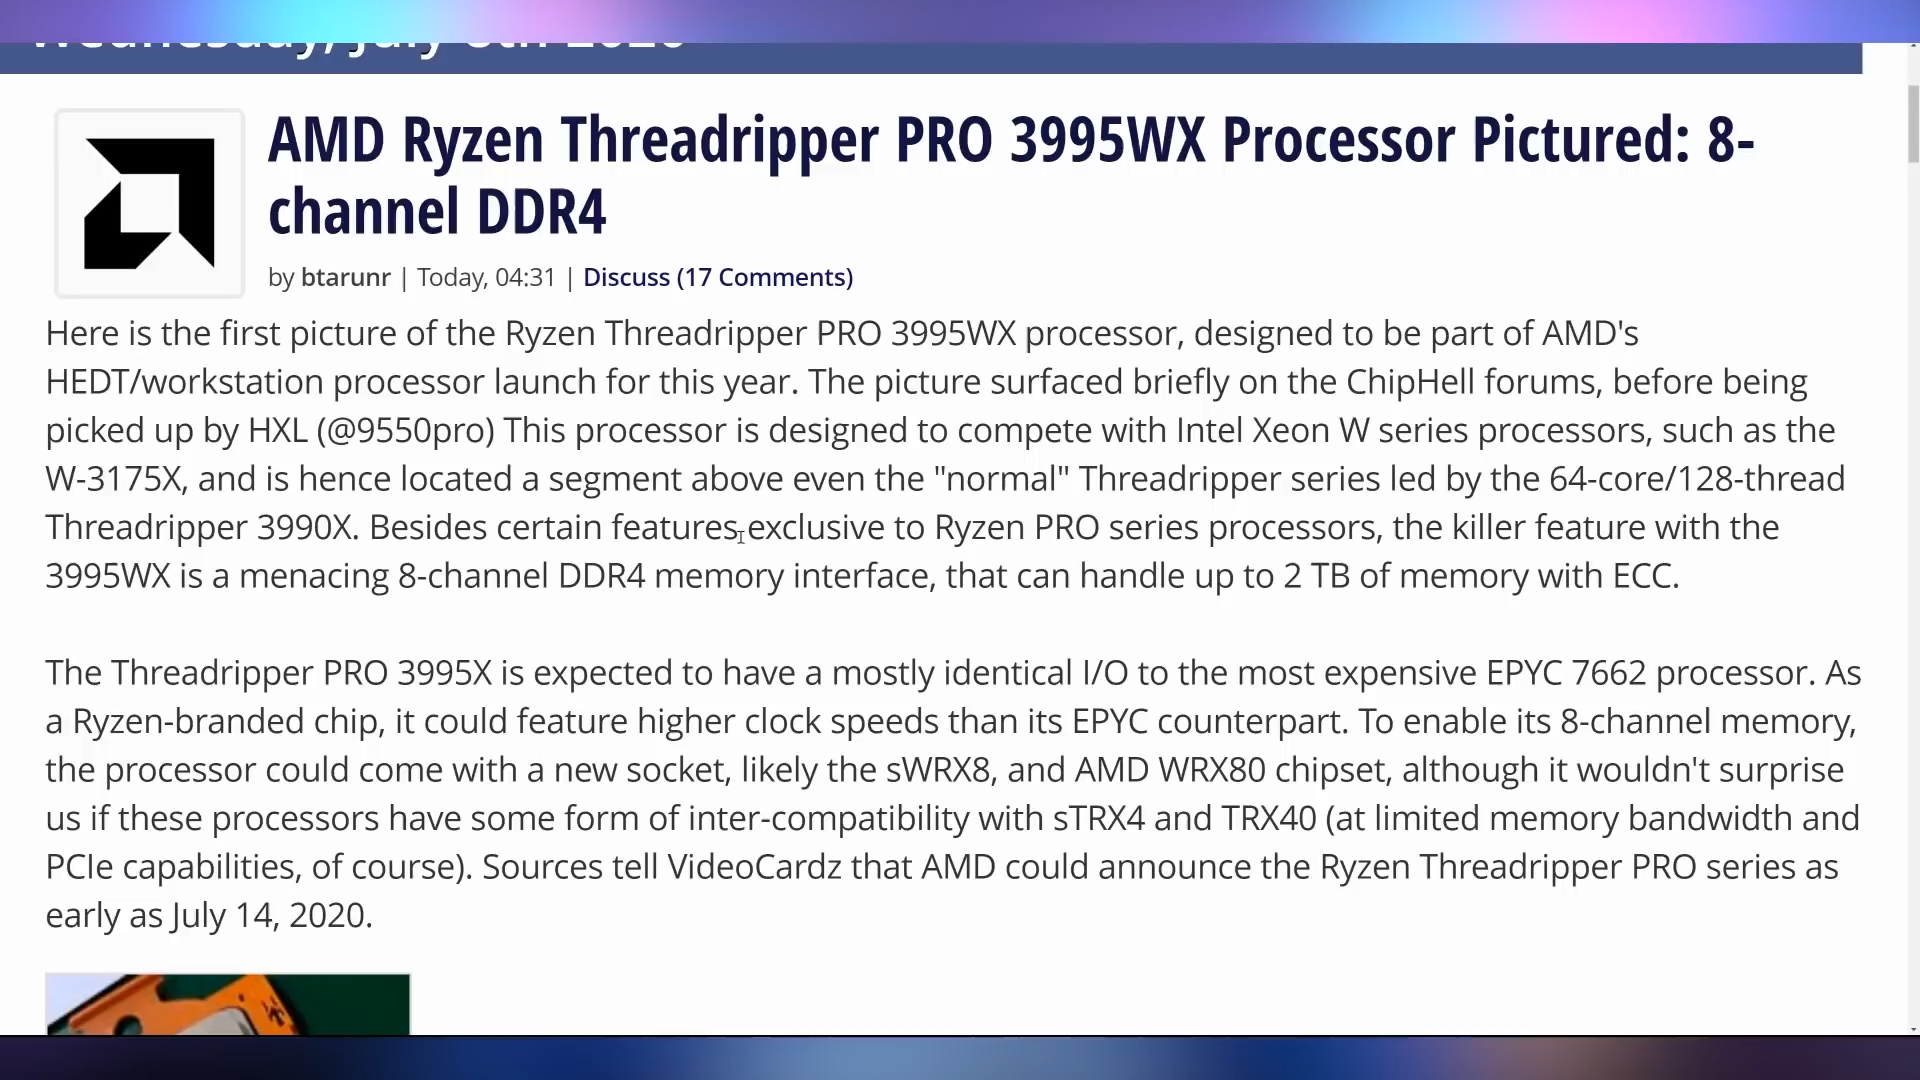 Wednesday, July 8th 2020
AMD Ryzen Threadripper PRO 3995WX Processor Pictured: 8-
channel DDR4
by btarunr | Today, 04:31 | Discuss (17 Comments)
Here is the first picture of the Ryzen Threadripper PRO 3995WX processor, designed to be part of AMD's
HEDT/workstation processor launch for this year. The picture surfaced briefly on the ChipHell forums, before being
picked up by HXL (@9550pro) This processor is designed to compete with Intel Xeon W series processors, such as the
W-3175X, and is hence located a segment above even the "normal" Threadripper series led by the 64-core/128-thread
Threadripper 3990X. Besides certain features exclusive to Ryzen PRO series processors, the killer feature with the
3995WX is a menacing 8-channel DDR4 memory interface, that can handle up to 2 TB of memory with ECC.
The Threadripper PRO 3995X is expected to have a mostly identical I/O to the most expensive EPYC 7662 processor. As
a Ryzen-branded chip, it could feature higher clock speeds than its EPYC counterpart. To enable its 8-channel memory,
the processor could come with a new socket, likely the sWRX8, and AMD WRX80 chipset, although it wouldn't surprise
us if these processors have some form of inter-compatibility with sTRX4 and TRX40 (at limited memory bandwidth and
PCIe capabilities, of course). Sources tell VideoCardz that AMD could announce the Ryzen Threadripper PRO series as
early as July 14, 2020.